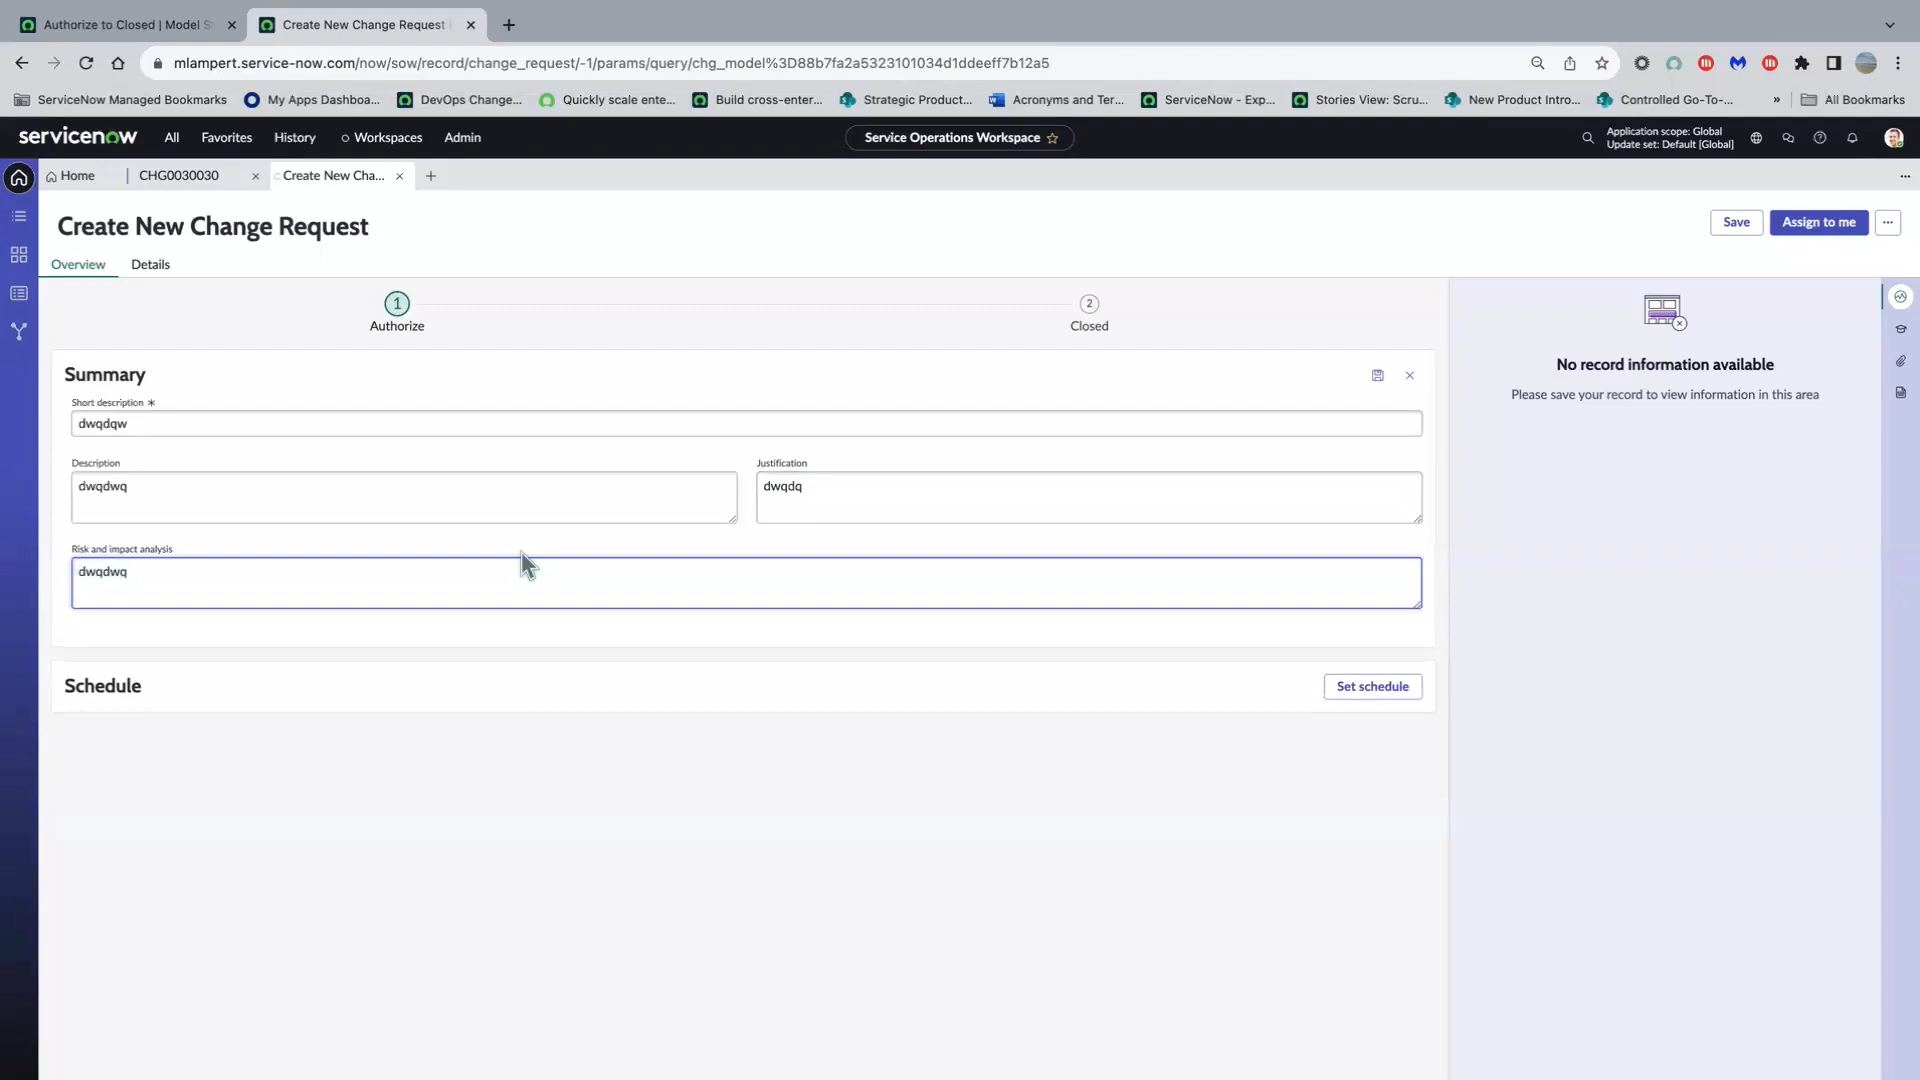 Authorize to Closed | Model S
Create New Change Request
mlampert.service-now.com/now/sow/record/change_request/-1/params/query/chg_model%3D88b7fa2a5323101034d1ddeeff7b12a5
ServiceNow Managed Bookmarks
My Apps Dashboa...
DevOps Change...
Quickly scale ente...
Build cross-enter...
Strategic Product...
Acronyms and Ter...
ServiceNow - Exp...
Stories View: Scru...
New Product Intro...
Controlled Go-To-...
»
All Bookmarks
servicenow
All
Favorites
History
Workspaces
Admin
Service Operations Workspace
Application scope: Global
Update set: Default [Global]
Home
CHG0030030
Create New Cha...
Create New Change Request
Save
Assign to me
Overview
Details
1
Authorize
2
Closed
Summary
Short description *
dwqdqw
Description
dwqdwq
Justification
dwqdq
Risk and impact analysis
dwqdwq
Schedule
Set schedule
No record information available
Please save your record to view information in this area